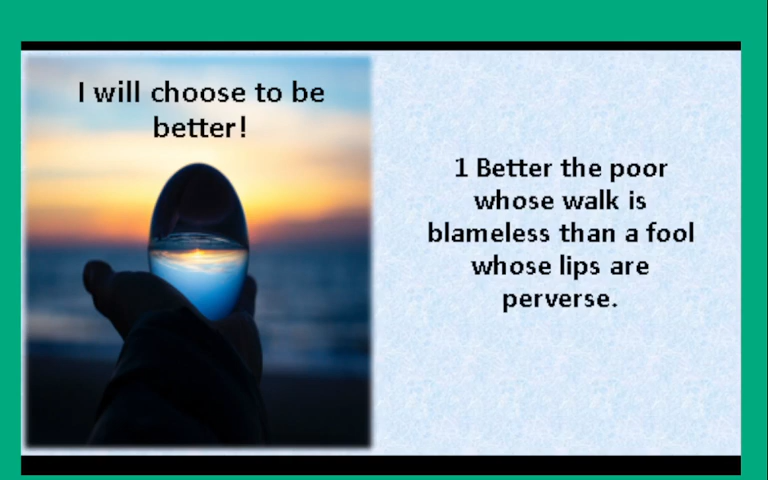 I will choose to be
better!
1 Better the poor
whose walk is
blameless than a fool
whose lips are
perverse.